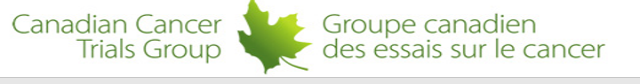 Canadian Cancer
Trials Group
Groupe canadien
des essais sur le cancer